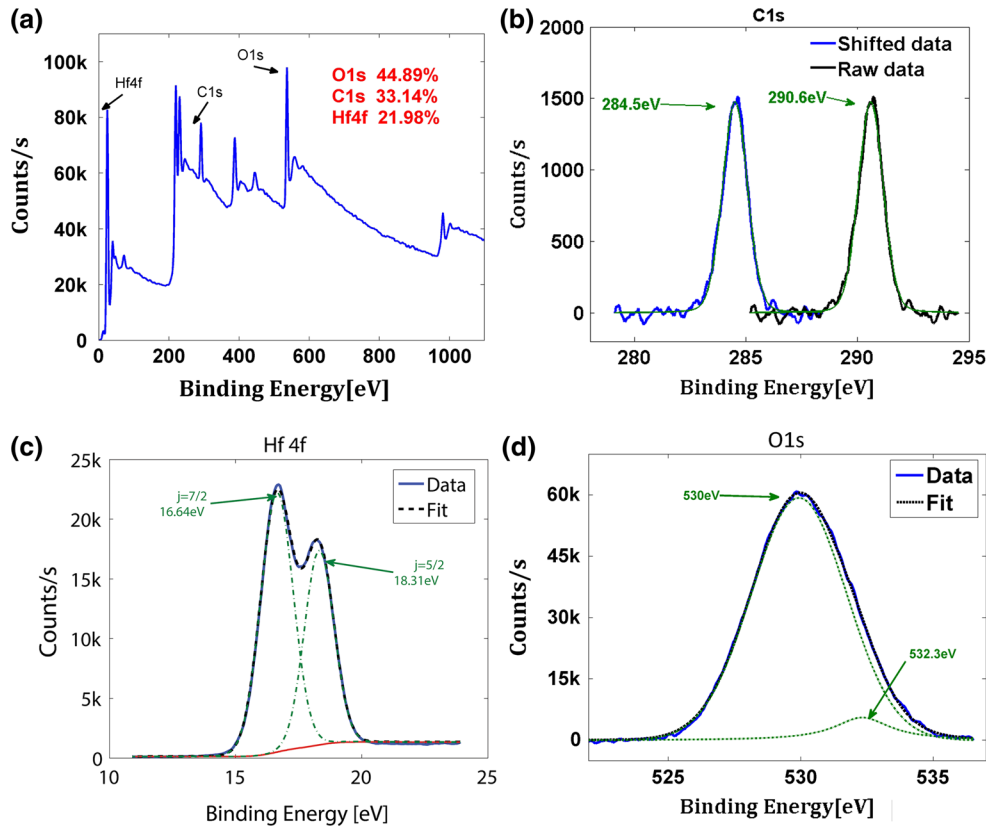 (a)
100k
80k
60k
40k
20k
0
Counts/s
Hf4f
C1s
O1s
O1s 44.89%
C1s 33.14%
Hf4f 21.98%
0 200 400 600 800 1000
Binding Energy[eV]
(b)
C1s
2000
1500
1000
500
0
Counts/s
Shifted data
Raw data
284.5eV
290.6eV
280 285 290 295
Binding Energy[eV]
(c)
Hf 4f
25k
20k
15k
10k
5k
0
Counts/s
j=7/2
16.64eV
j=5/2
18.31eV
Data
Fit
10 15 20 25
Binding Energy [eV]
(d)
O1s
60k
45k
30k
15k
0
Counts/s
530eV
532.3eV
Data
Fit
525 530 535
Binding Energy[eV]